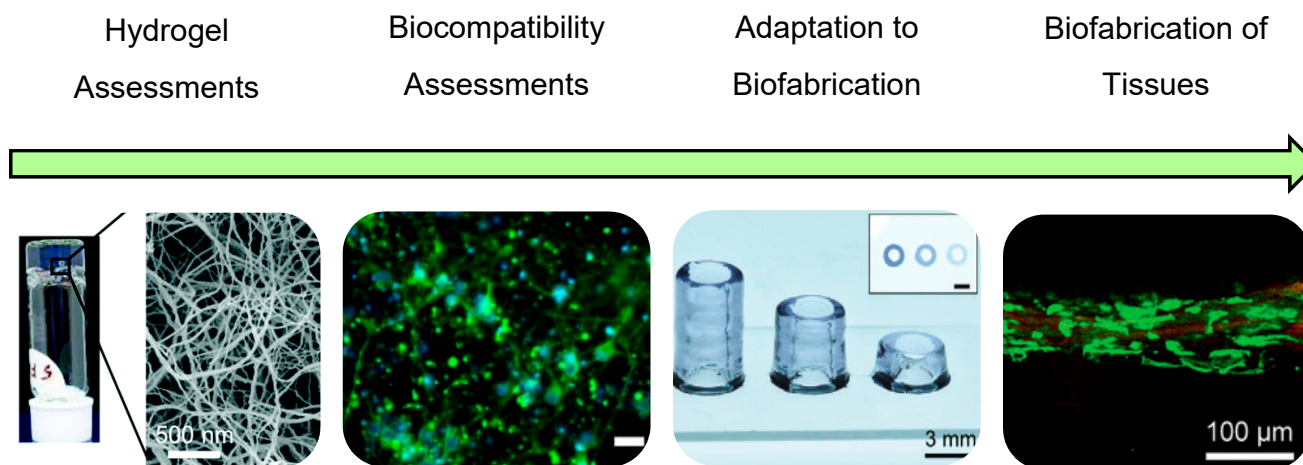 Hydrogel
Assessments
Biocompatibility
Assessments
Adaptation to
Biofabrication
Biofabrication of
Tissues
500 nm
3 mm
100 µm